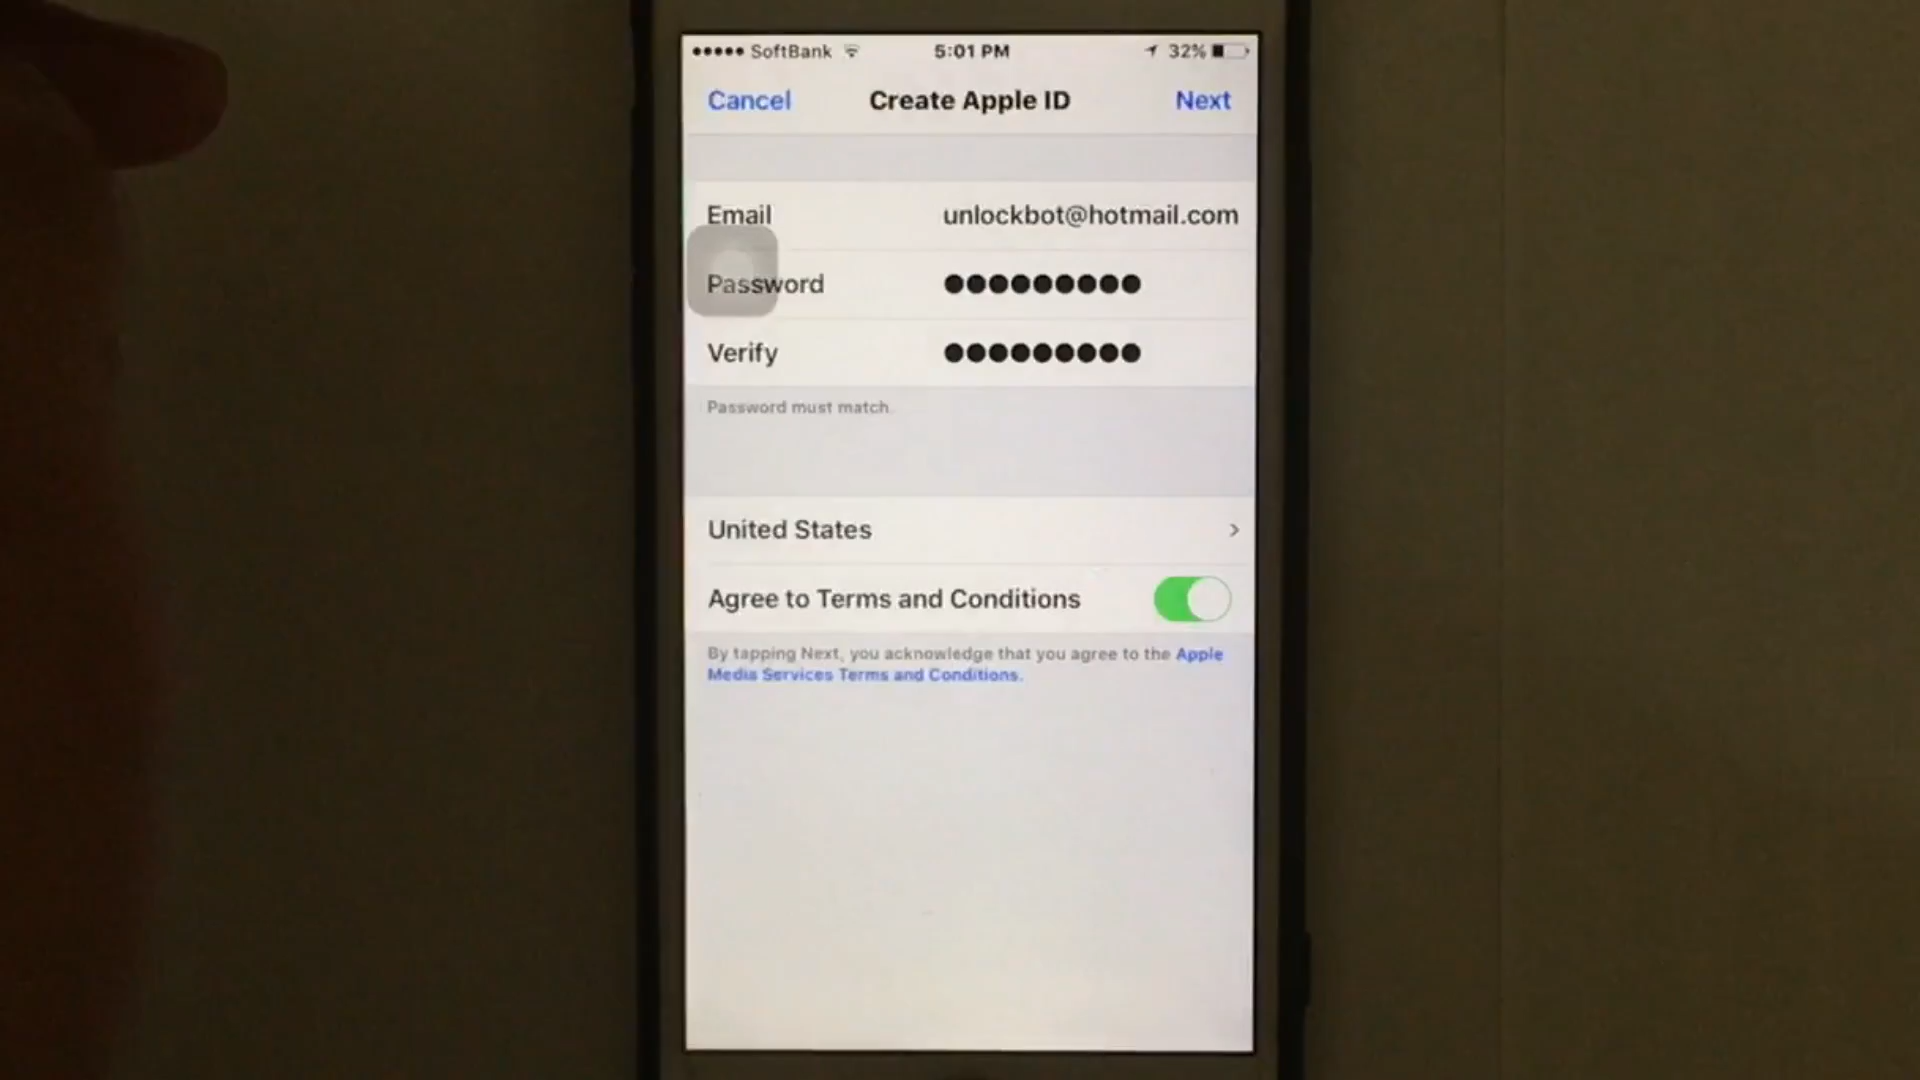 SoftBank 5:01 PM 32%
Cancel Create Apple ID Next
Email unlockbot@hotmail.com
Password ●●●●●●●●●
Verify ●●●●●●●●●
Password must match.
United States
Agree to Terms and Conditions
By tapping Next, you acknowledge that you agree to the Apple
Media Services Terms and Conditions.